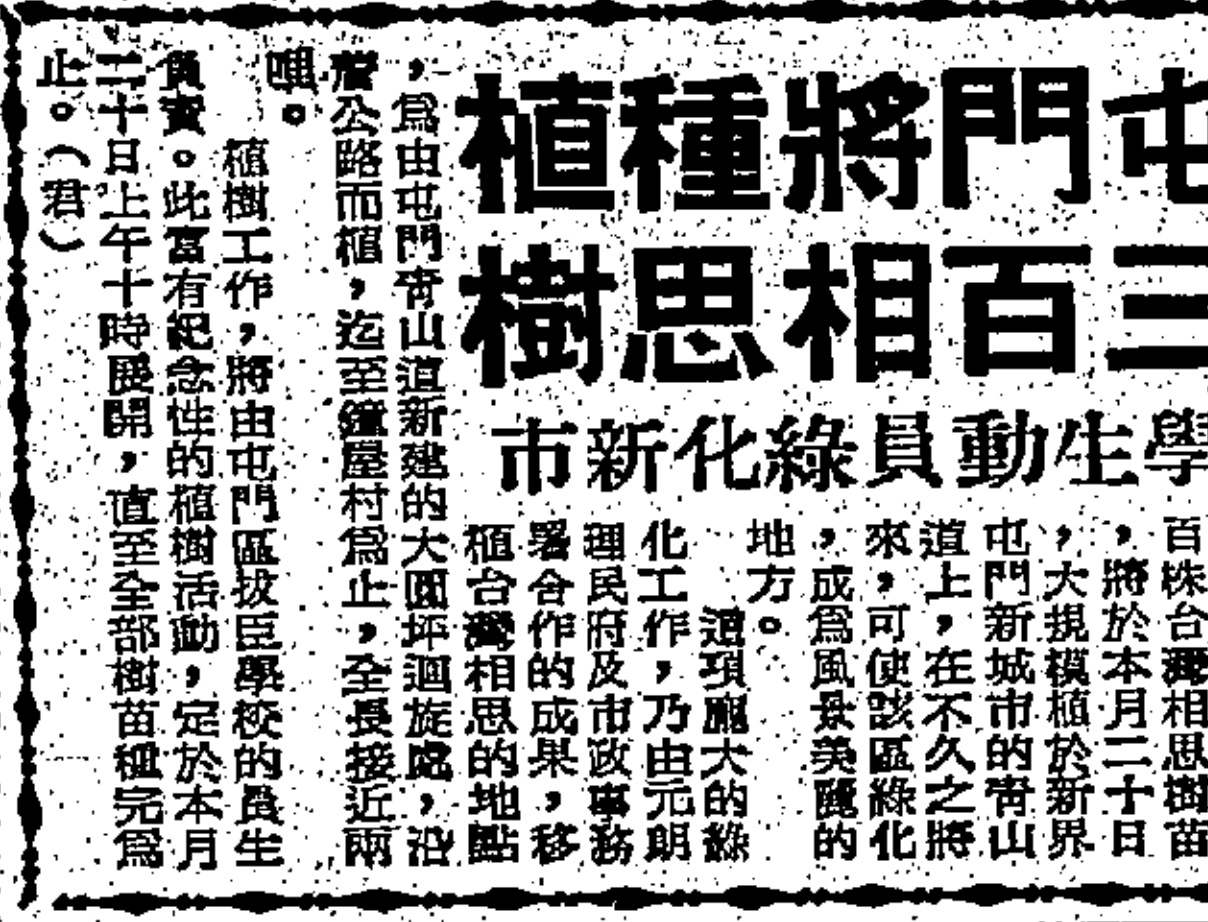 屯門將種植
三百相思樹
學生動員綠化新市
百株台灣相思樹苗
，將於本月二十日
，大規模植於新界
屯門新城市的青山
道上，在不久之將
來，可使該區綠化
，成爲風景美麗的
地方。
這項龐大的綠
化工作，乃由元朗
理民府及市政事務
署合作的成果，移
植台灣相思的地點
，爲由屯門靑山道新建的大圓坪迴旋處，沿
公路而植，迄至鐘屋村爲止，全長接近兩
哩。
植樹工作，將由屯門區拔臣學校的員生
負責。此富有紀念性的植樹活動，定於本月
二十日上午十時展開，直至全部樹苗種完爲
止。（君）